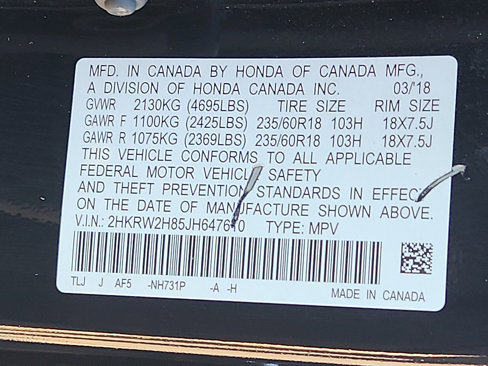 MFD. IN CANADA BY HONDA OF CANADA MFG.,
A DIVISION OF HONDA CANADA INC. 03/'18
GVWR 2130KG (4695LBS) TIRE SIZE RIM SIZE
GAWR F 1100KG (2425LBS) 235/60R18 103H 18X7.5J
GAWR R 1075KG (2369LBS) 235/60R18 103H 18X7.5J
THIS VEHICLE CONFORMS TO ALL APPLICABLE
FEDERAL MOTOR VEHICLE SAFETY
AND THEFT PREVENTION STANDARDS IN EFFECT
ON THE DATE OF MANUFACTURE SHOWN ABOVE.
V.I.N.: 2HKRW2H85JH647610 TYPE: MPV
TLJ J AF5 -NH731P -A -H
MADE IN CANADA